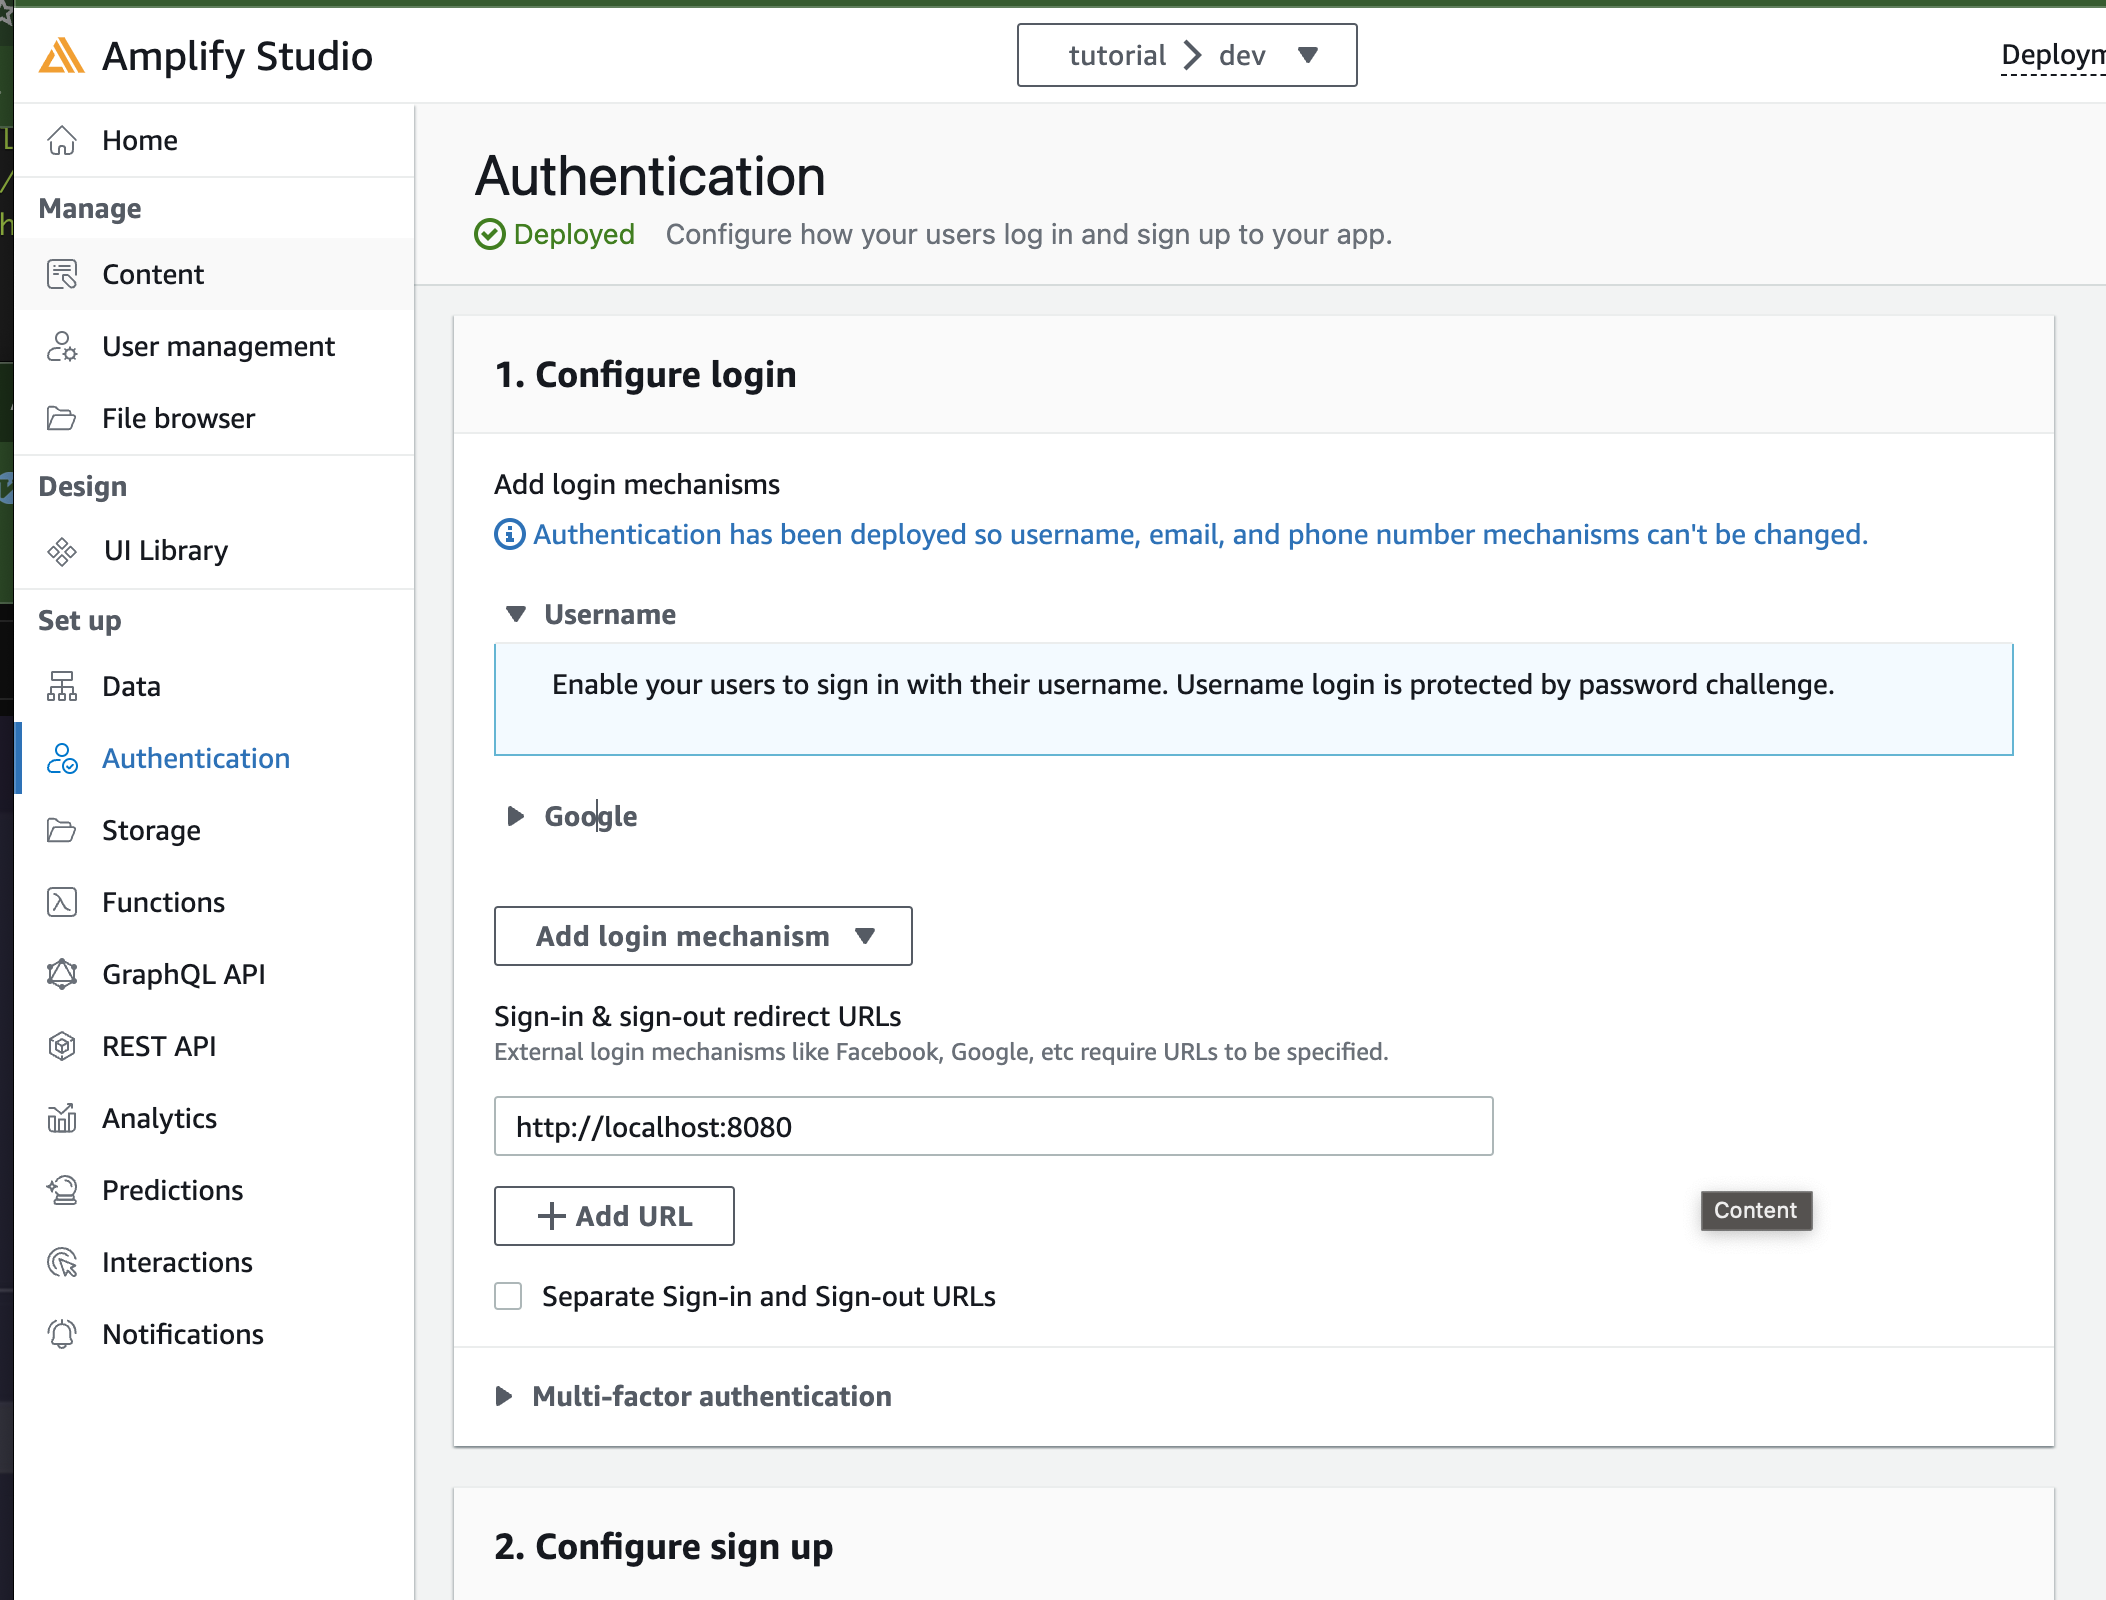 Amplify Studio
tutorial > dev
Deploym
Home
Manage
Content
User management
File browser
Design
UI Library
Set up
Data
Authentication
Storage
Functions
GraphQL API
REST API
Analytics
Predictions
Interactions
Notifications
Authentication
Deployed Configure how your users log in and sign up to your app.
1. Configure login
Add login mechanisms
Authentication has been deployed so username, email, and phone number mechanisms can't be changed.
Username
Enable your users to sign in with their username. Username login is protected by password challenge.
Google
Add login mechanism
Sign-in & sign-out redirect URLs
External login mechanisms like Facebook, Google, etc require URLs to be specified.
http://localhost:8080
+ Add URL
Content
Separate Sign-in and Sign-out URLs
Multi-factor authentication
2. Configure sign up